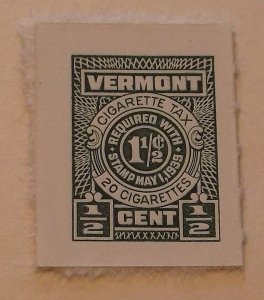 VERMONT
CIGARETTE TAX
REQUIRED WITH
1½¢
STAMP MAY 1, 1939
20 CIGARETTES
½ CENT ½